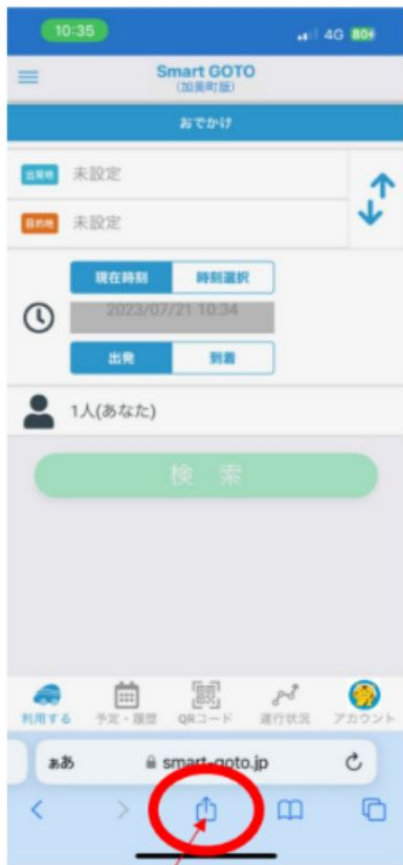 10:35 4G 80
Smart GOTO
(加美町版)
おでかけ
出発地 未設定
目的地 未設定
現在時刻 時刻選択
2023/07/21 10:34
出発 到着
1人(あなた)
検 索
利用する 予定・履歴 QRコード 運行状況 アカウント
ぁあ smart-goto.jp